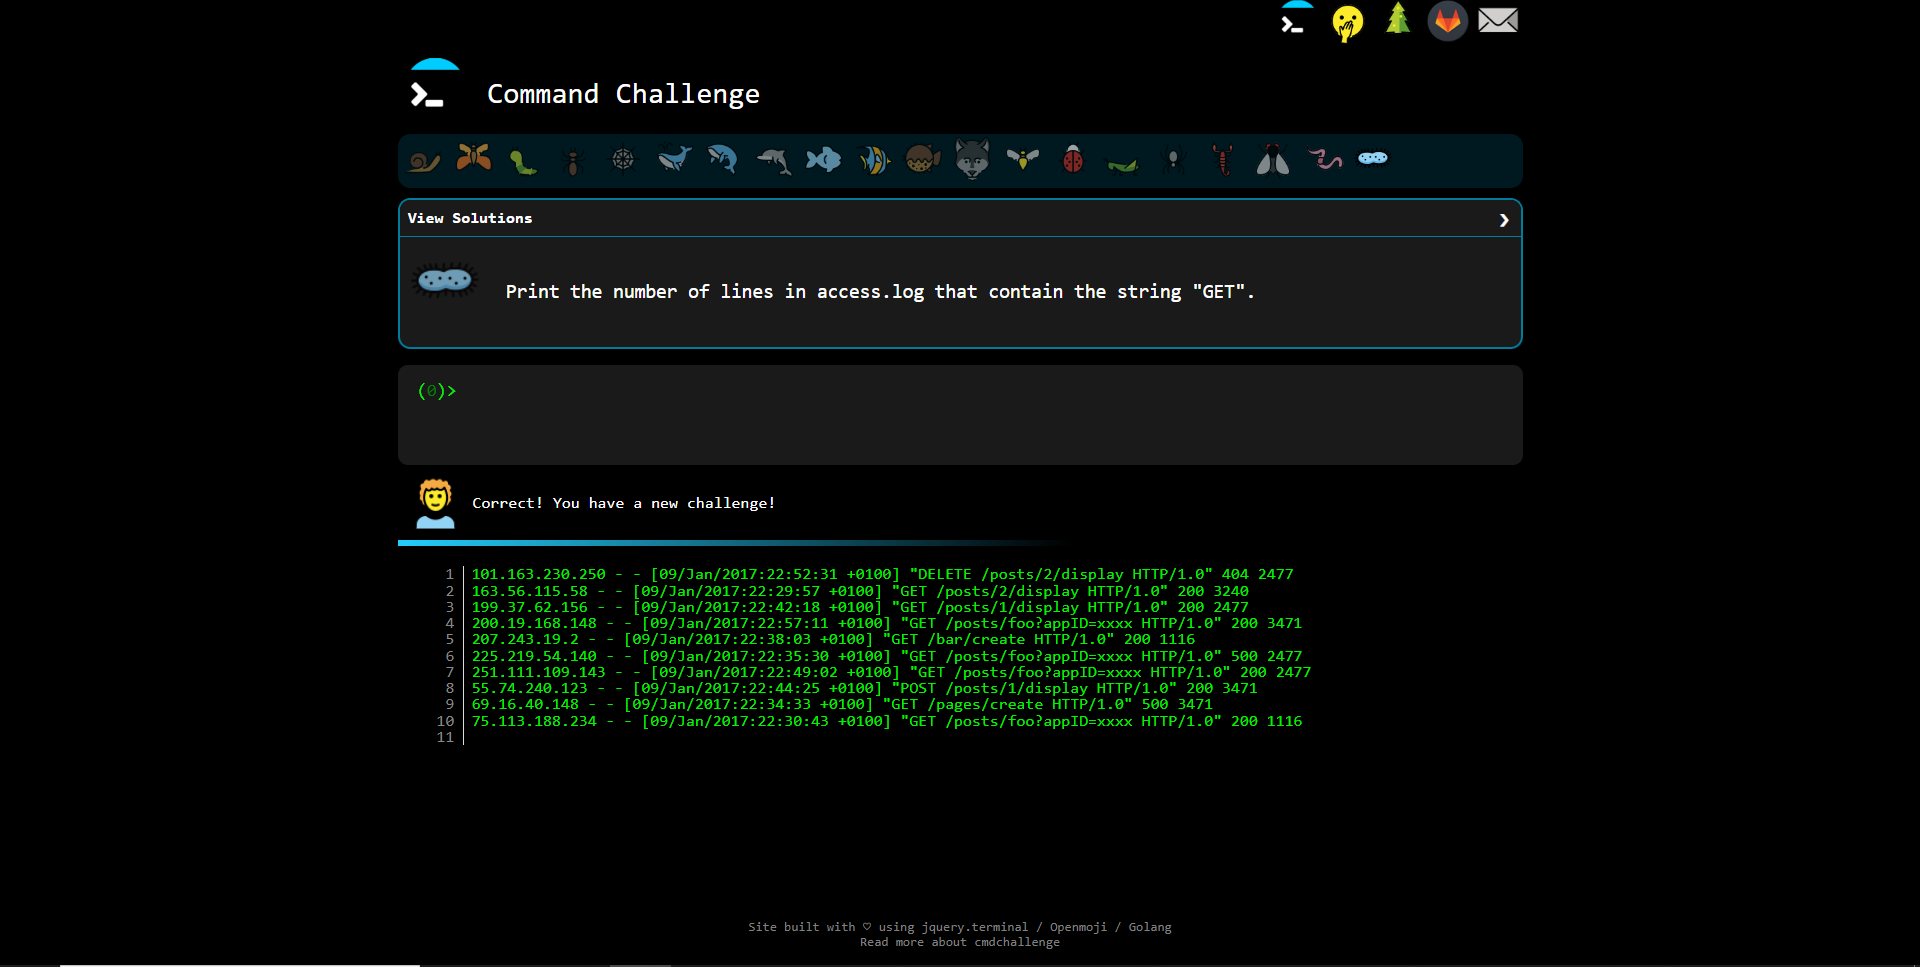 Command Challenge
View Solutions
Print the number of lines in access.log that contain the string "GET".
(0)>
Correct! You have a new challenge!
1 101.163.230.250 - - [09/Jan/2017:22:52:31 +0100] "DELETE /posts/2/display HTTP/1.0" 404 2477
2 163.56.115.58 - - [09/Jan/2017:22:29:57 +0100] "GET /posts/2/display HTTP/1.0" 200 3240
3 199.37.62.156 - - [09/Jan/2017:22:42:18 +0100] "GET /posts/1/display HTTP/1.0" 200 2477
4 200.19.168.148 - - [09/Jan/2017:22:57:11 +0100] "GET /posts/foo?appID=xxxx HTTP/1.0" 200 3471
5 207.243.19.2 - - [09/Jan/2017:22:38:03 +0100] "GET /bar/create HTTP/1.0" 200 1116
6 225.219.54.140 - - [09/Jan/2017:22:35:30 +0100] "GET /posts/foo?appID=xxxx HTTP/1.0" 500 2477
7 251.111.109.143 - - [09/Jan/2017:22:49:02 +0100] "GET /posts/foo?appID=xxxx HTTP/1.0" 200 2477
8 55.74.240.123 - - [09/Jan/2017:22:44:25 +0100] "POST /posts/1/display HTTP/1.0" 200 3471
9 69.16.40.148 - - [09/Jan/2017:22:34:33 +0100] "GET /pages/create HTTP/1.0" 500 3471
10 75.113.188.234 - - [09/Jan/2017:22:30:43 +0100] "GET /posts/foo?appID=xxxx HTTP/1.0" 200 1116
11
Site built with ♡ using jquery.terminal / Openmoji / Golang
Read more about cmdchallenge